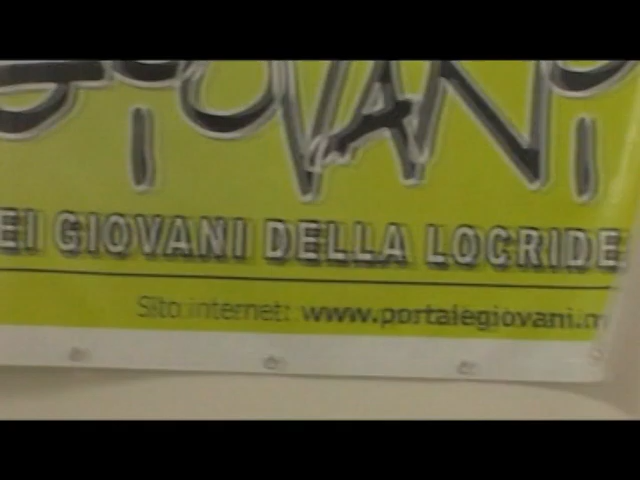 GIOVANI
EI GIOVANI DELLA LOCRIDE
Sito internet: www.portalegiovani.m